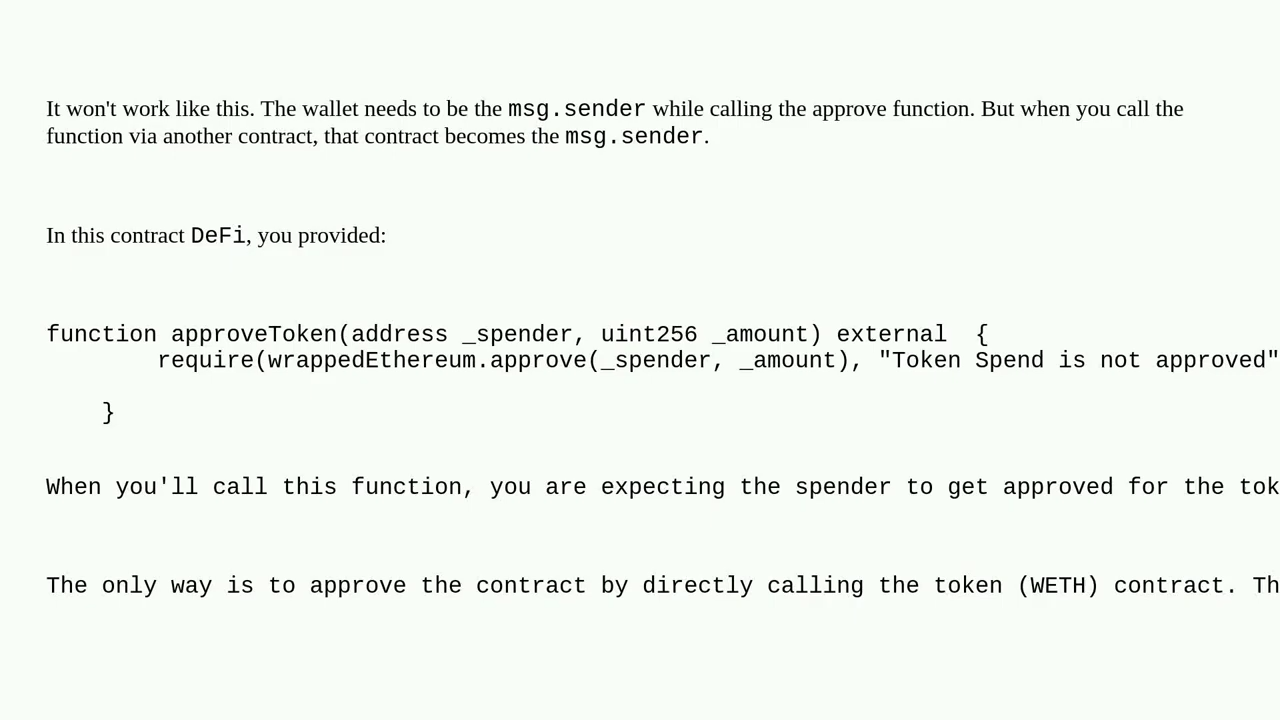 It won't work like this. The wallet needs to be the msg.sender while calling the approve function. But when you call the
function via another contract, that contract becomes the msg.sender.
In this contract DeFi, you provided:
function approveToken(address _spender, uint256 _amount) external  {
        require(wrappedEthereum.approve(_spender, _amount), "Token Spend is not approved"
    }
When you'll call this function, you are expecting the spender to get approved for the tok
The only way is to approve the contract by directly calling the token (WETH) contract. Th